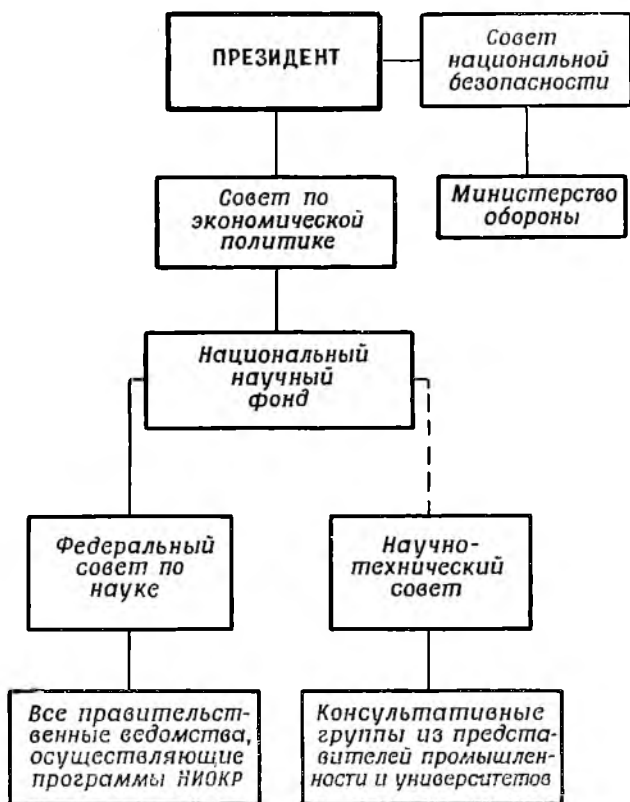 ПРЕЗИДЕНТ
Совет
национальной
безопасности
Министерство
обороны
Совет по
экономической
политике
Национальный
научный
фонд
Федеральный
совет по
науке
Научно-
технический
совет
Все правительст-
венные ведомства,
осуществляющие
программы НИОКР
Консультативные
группы из предста-
вителей промышлен-
ности и университетов